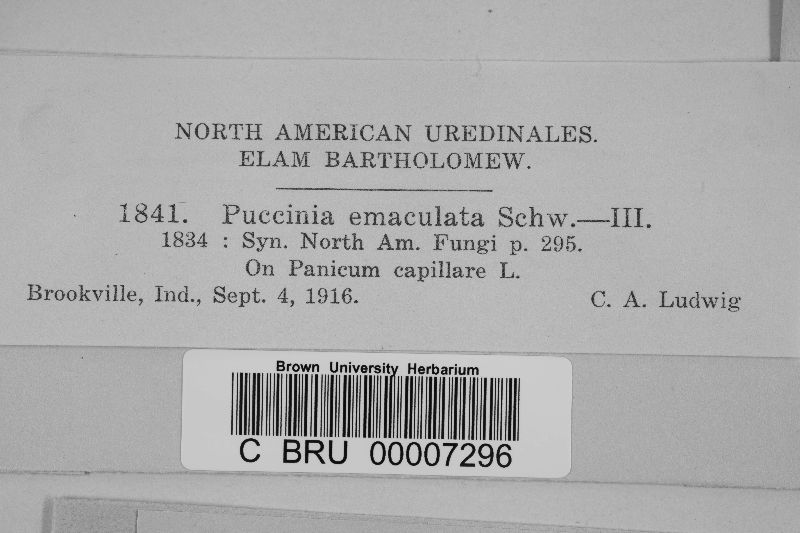 NORTH AMERICAN UREDINALES.
ELAM BARTHOLOMEW.
1841. Puccinia emaculata Schw.—III.
1834 : Syn. North Am. Fungi p. 295.
On Panicum capillare L.
Brookville, Ind., Sept. 4, 1916. C. A. Ludwig
Brown University Herbarium
C BRU 00007296